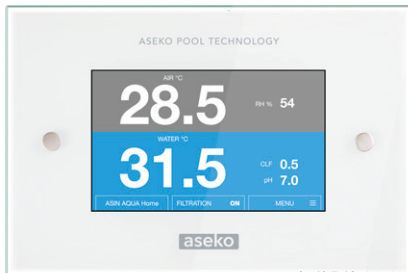 ASEKO POOL TECHNOLOGY
AIR °C
28.5
RH % 54
WATER °C
31.5
CLF 0.5
pH 7.0
ASIN AQUA Home FILTRATION ON MENU
aseko